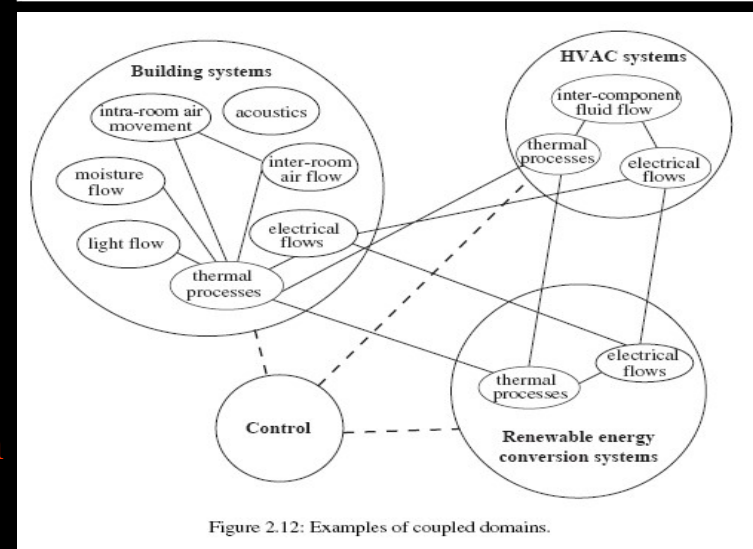 Building systems
intra-room air
movement
acoustics
moisture
flow
inter-room
air flow
light flow
electrical
flows
thermal
processes
HVAC systems
inter-component
fluid flow
thermal
processes
electrical
flows
Control
thermal
processes
electrical
flows
Renewable energy
conversion systems
Figure 2.12: Examples of coupled domains.